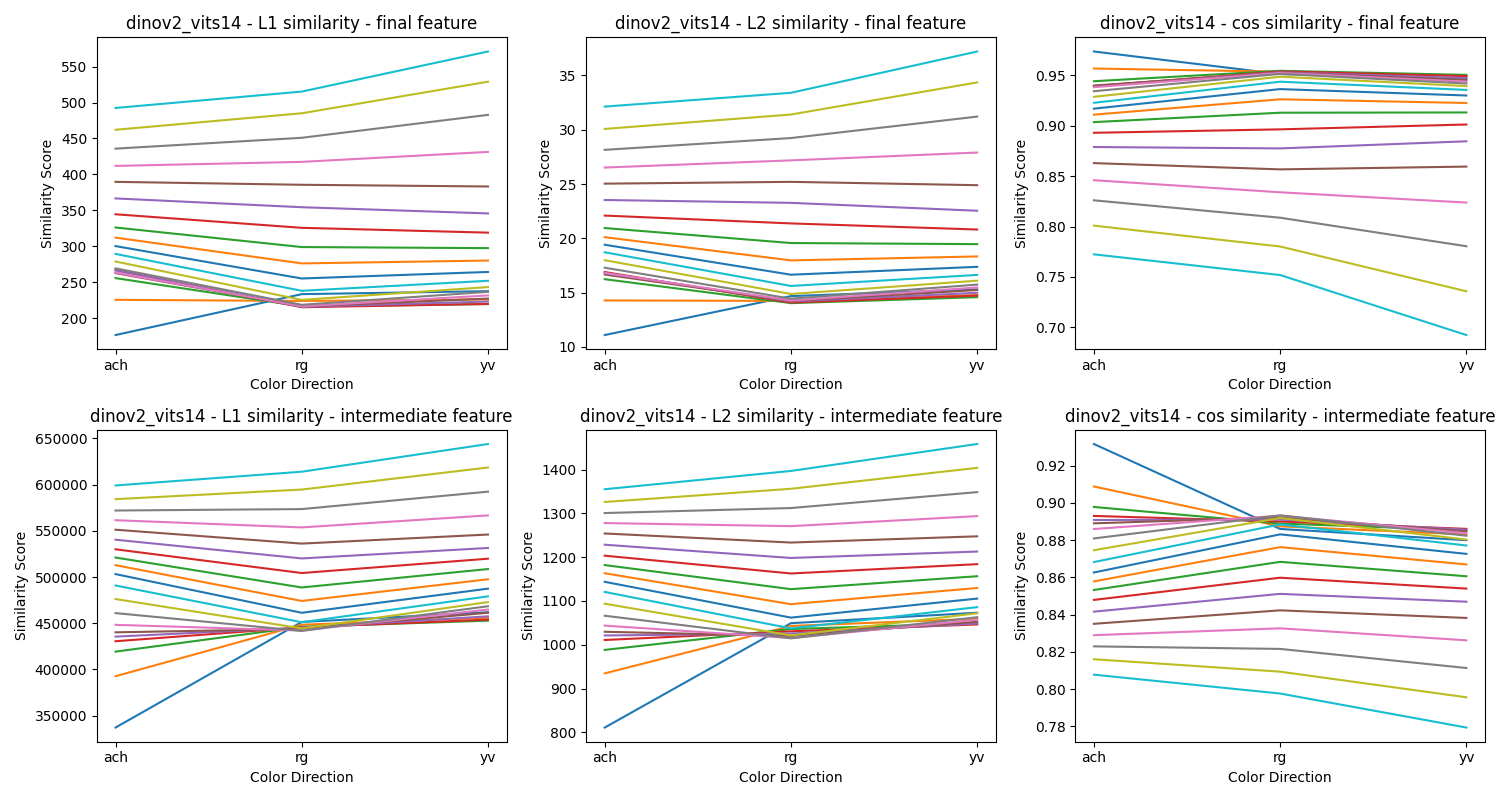 dinov2_vits14 - L1 similarity - final feature
Similarity Score
550
500
450
400
350
300
250
200
ach rg yv
Color Direction
dinov2_vits14 - L2 similarity - final feature
Similarity Score
35
30
25
20
15
10
ach rg yv
Color Direction
dinov2_vits14 - cos similarity - final feature
Similarity Score
0.95
0.90
0.85
0.80
0.75
0.70
ach rg yv
Color Direction
dinov2_vits14 - L1 similarity - intermediate feature
Similarity Score
650000
600000
550000
500000
450000
400000
350000
ach rg yv
Color Direction
dinov2_vits14 - L2 similarity - intermediate feature
Similarity Score
1400
1300
1200
1100
1000
900
800
ach rg yv
Color Direction
dinov2_vits14 - cos similarity - intermediate feature
Similarity Score
0.92
0.90
0.88
0.86
0.84
0.82
0.80
0.78
ach rg yv
Color Direction